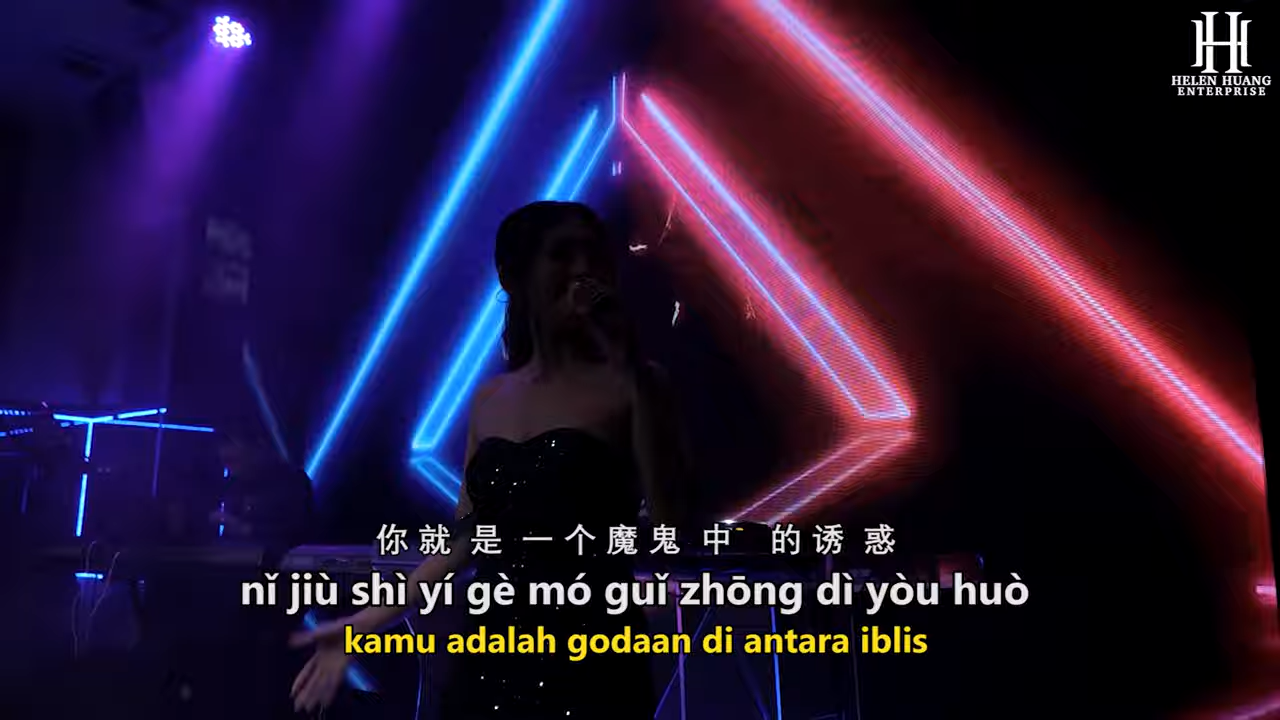 HELEN HUANG
ENTERPRISE
你就是一个魔鬼中 的诱惑
nǐ jiù shì yí gè mó guǐ zhōng dì yòu huò
kamu adalah godaan di antara iblis